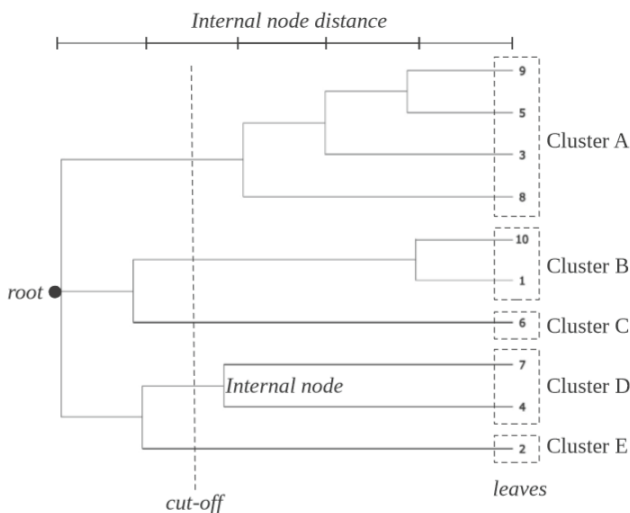 Internal node distance
9
5
Cluster A
3
8
10
Cluster B
1
root
6
Cluster C
7
Internal node
Cluster D
4
2
Cluster E
leaves
cut-off